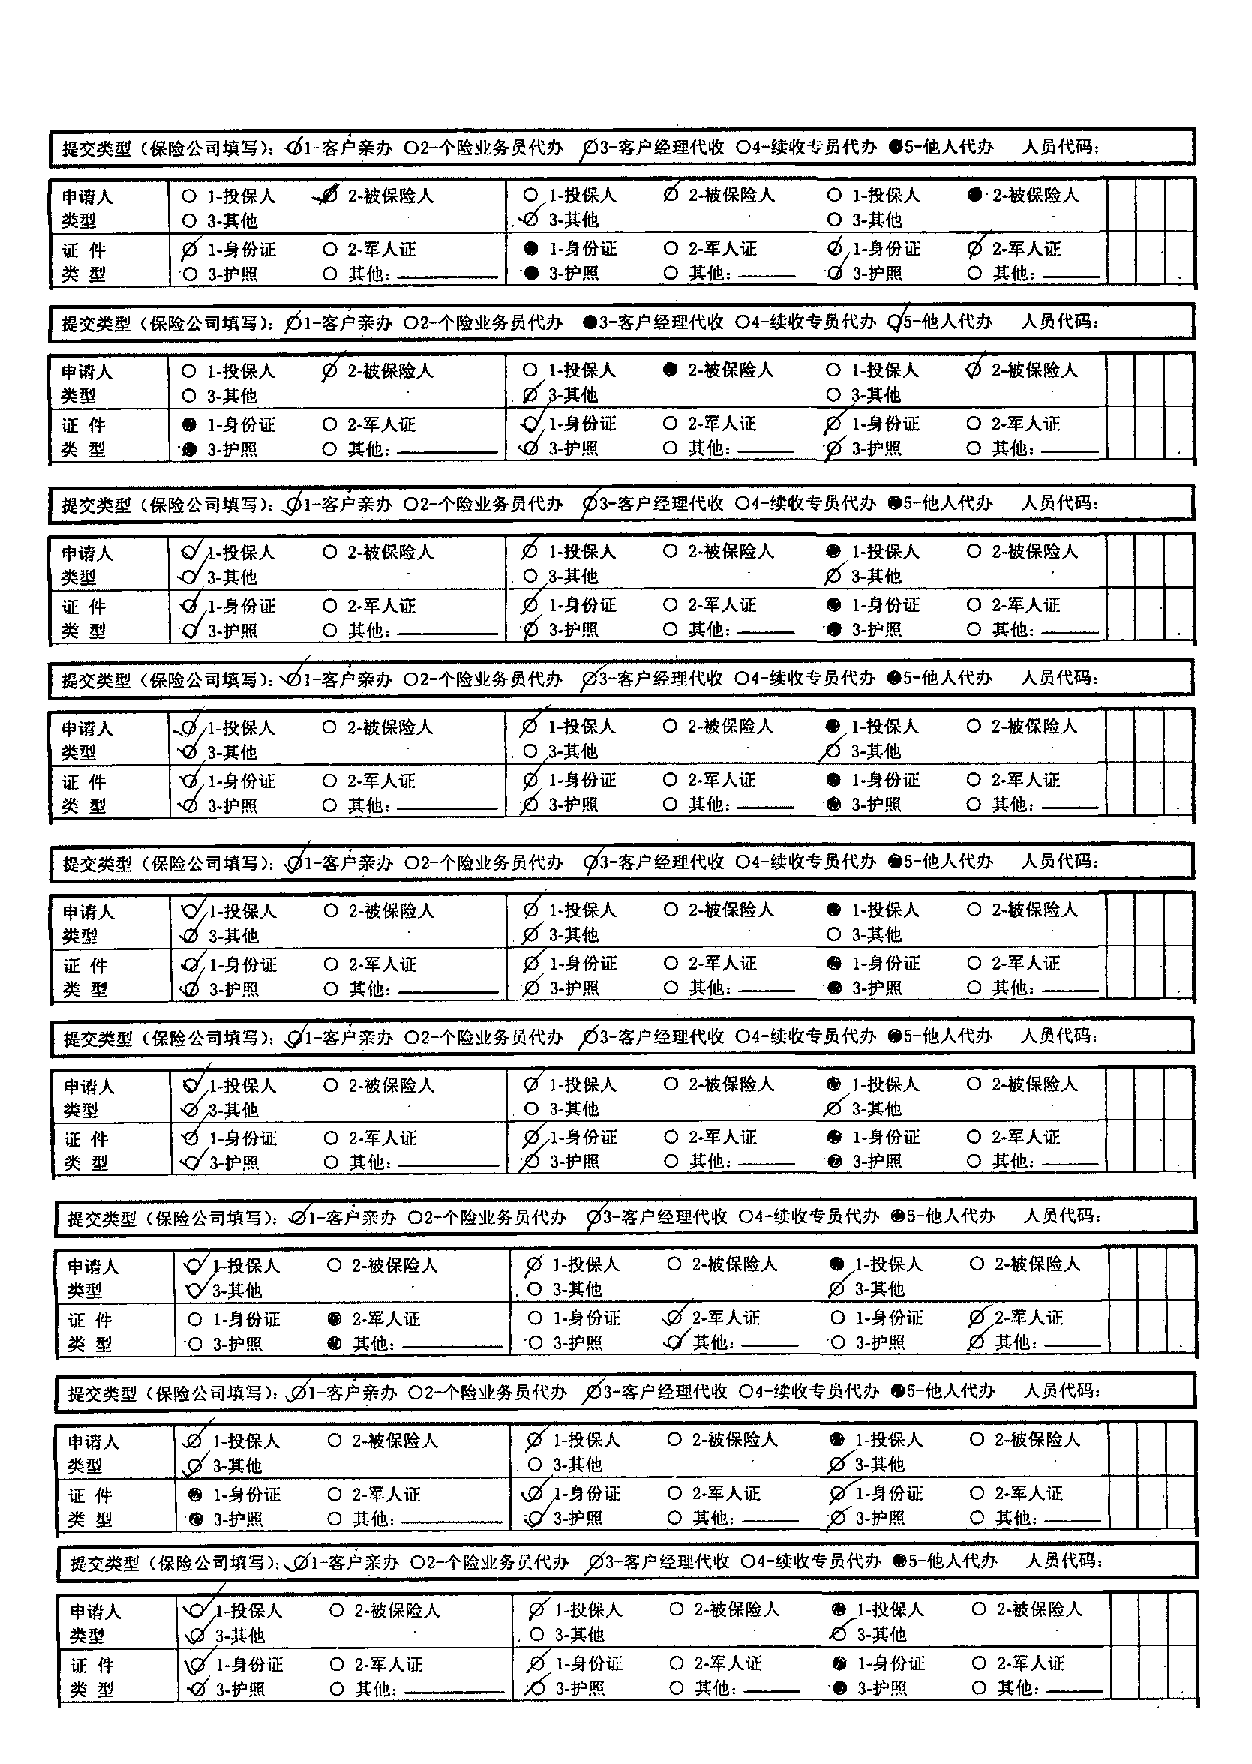 提交类型（保险公司填写）：1-客户亲办 2-个险业务员代办 3-客户经理代收 4-续收专员代办 5-他人代办 人员代码：
申请人 1-投保人 2-被保险人 1-投保人 2-被保险人 1-投保人 2-被保险人
类型 3-其他 3-其他 3-其他
证 件 1-身份证 2-军人证 1-身份证 2-军人证 1-身份证 2-军人证
类 型 3-护照 其他： 3-护照 其他： 3-护照 其他：
提交类型（保险公司填写）：1-客户亲办 2-个险业务员代办 3-客户经理代收 4-续收专员代办 5-他人代办 人员代码：
申请人 1-投保人 2-被保险人 1-投保人 2-被保险人 1-投保人 2-被保险人
类型 3-其他 3-其他 3-其他
证 件 1-身份证 2-军人证 1-身份证 2-军人证 1-身份证 2-军人证
类 型 3-护照 其他： 3-护照 其他： 3-护照 其他：
提交类型（保险公司填写）：1-客户亲办 2-个险业务员代办 3-客户经理代收 4-续收专员代办 5-他人代办 人员代码：
申请人 1-投保人 2-被保险人 1-投保人 2-被保险人 1-投保人 2-被保险人
类型 3-其他 3-其他 3-其他
证 件 1-身份证 2-军人证 1-身份证 2-军人证 1-身份证 2-军人证
类 型 3-护照 其他： 3-护照 其他： 3-护照 其他：
提交类型（保险公司填写）：1-客户亲办 2-个险业务员代办 3-客户经理代收 4-续收专员代办 5-他人代办 人员代码：
申请人 1-投保人 2-被保险人 1-投保人 2-被保险人 1-投保人 2-被保险人
类型 3-其他 3-其他 3-其他
证 件 1-身份证 2-军人证 1-身份证 2-军人证 1-身份证 2-军人证
类 型 3-护照 其他： 3-护照 其他： 3-护照 其他：
提交类型（保险公司填写）：1-客户亲办 2-个险业务员代办 3-客户经理代收 4-续收专员代办 5-他人代办 人员代码：
申请人 1-投保人 2-被保险人 1-投保人 2-被保险人 1-投保人 2-被保险人
类型 3-其他 3-其他 3-其他
证 件 1-身份证 2-军人证 1-身份证 2-军人证 1-身份证 2-军人证
类 型 3-护照 其他： 3-护照 其他： 3-护照 其他：
提交类型（保险公司填写）：1-客户亲办 2-个险业务员代办 3-客户经理代收 4-续收专员代办 5-他人代办 人员代码：
申请人 1-投保人 2-被保险人 1-投保人 2-被保险人 1-投保人 2-被保险人
类型 3-其他 3-其他 3-其他
证 件 1-身份证 2-军人证 1-身份证 2-军人证 1-身份证 2-军人证
类 型 3-护照 其他： 3-护照 其他： 3-护照 其他：
提交类型（保险公司填写）：1-客户亲办 2-个险业务员代办 3-客户经理代收 4-续收专员代办 5-他人代办 人员代码：
申请人 1-投保人 2-被保险人 1-投保人 2-被保险人 1-投保人 2-被保险人
类型 3-其他 3-其他 3-其他
证 件 1-身份证 2-军人证 1-身份证 2-军人证 1-身份证 2-军人证
类 型 3-护照 其他： 3-护照 其他： 3-护照 其他：
提交类型（保险公司填写）：1-客户亲办 2-个险业务员代办 3-客户经理代收 4-续收专员代办 5-他人代办 人员代码：
申请人 1-投保人 2-被保险人 1-投保人 2-被保险人 1-投保人 2-被保险人
类型 3-其他 3-其他 3-其他
证 件 1-身份证 2-军人证 1-身份证 2-军人证 1-身份证 2-军人证
类 型 3-护照 其他： 3-护照 其他： 3-护照 其他：
提交类型（保险公司填写）：1-客户亲办 2-个险业务员代办 3-客户经理代收 4-续收专员代办 5-他人代办 人员代码：
申请人 1-投保人 2-被保险人 1-投保人 2-被保险人 1-投保人 2-被保险人
类型 3-其他 3-其他 3-其他
证 件 1-身份证 2-军人证 1-身份证 2-军人证 1-身份证 2-军人证
类 型 3-护照 其他： 3-护照 其他： 3-护照 其他：